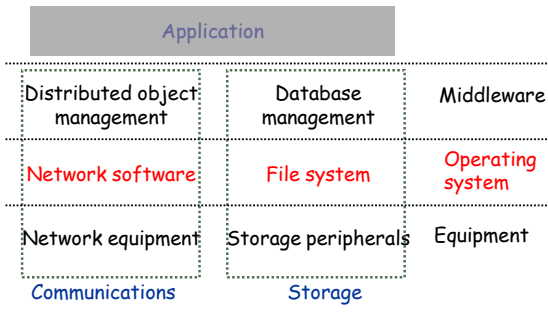 Application
Distributed object
management
Database
management
Middleware
Network software
File system
Operating
system
Network equipment
Storage peripherals
Equipment
Communications
Storage